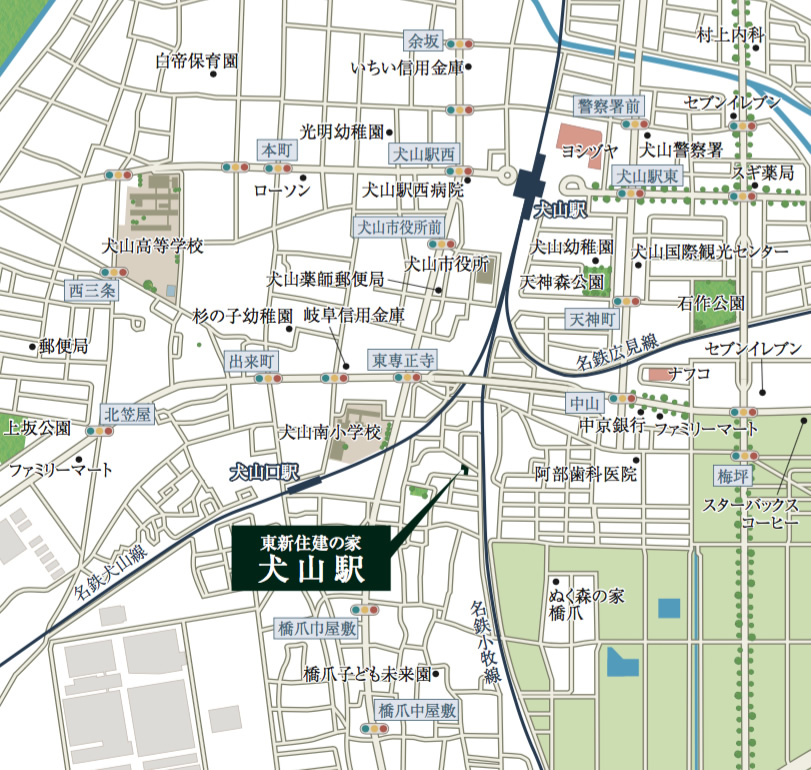 余坂
村上内科
白帝保育園
いちい信用金庫
警察署前
セブンイレブン
光明幼稚園
本町
犬山駅西
ヨシヅヤ
犬山警察署
ローソン
犬山駅西病院
犬山駅東
スギ薬局
犬山駅
犬山市役所前
犬山高等学校
犬山幼稚園
犬山国際観光センター
犬山市役所
犬山薬師郵便局
天神森公園
西三条
石作公園
杉の子幼稚園
岐阜信用金庫
天神町
郵便局
出来町
東専正寺
名鉄広見線
セブンイレブン
ナフコ
北笠屋
中山
上坂公園
犬山南小学校
中京銀行
ファミリーマート
ファミリーマート
犬山口駅
阿部歯科医院
梅坪
スターバックス
コーヒー
東新住建の家
犬山駅
名鉄犬山線
ぬく森の家
橋爪
名鉄小牧線
橋爪巾屋敷
橋爪子ども未来園
橋爪中屋敷